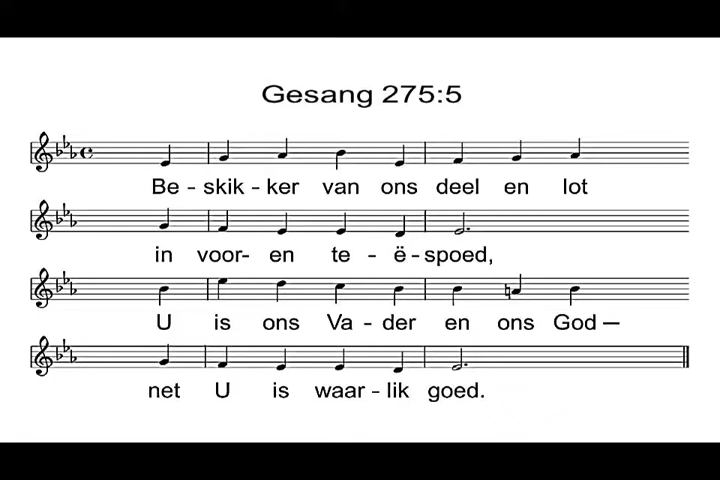 Gesang 275:5
Be - skik - ker van ons deel en lot
in voor- en te - ë - spoed,
U is ons Va - der en ons God —
net U is waar - lik goed.